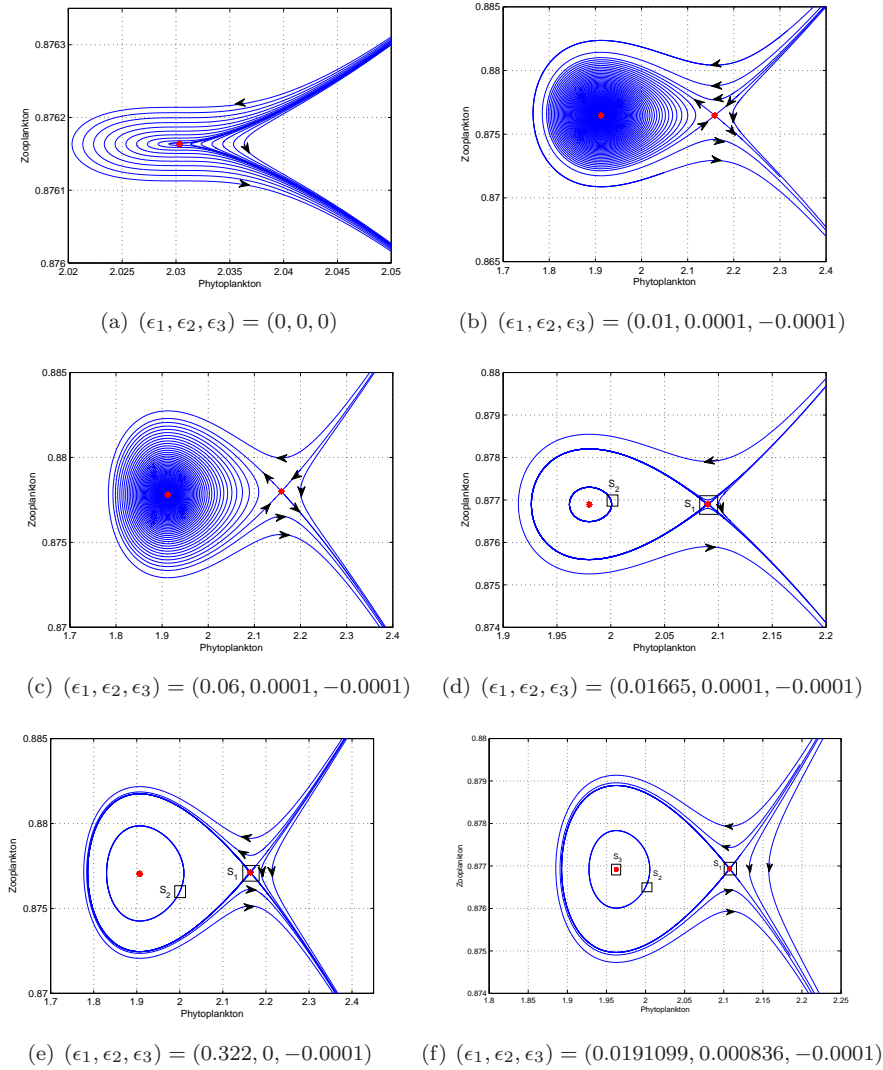 0.8763
0.8762
0.8761
0.876
2.02 2.025 2.03 2.035 2.04 2.045 2.05
Zooplankton
Phytoplankton
(a) (ϵ₁, ϵ₂, ϵ₃) = (0, 0, 0)
0.885
0.88
0.875
0.87
0.865
1.7 1.8 1.9 2 2.1 2.2 2.3 2.4
Zooplankton
Phytoplankton
(b) (ϵ₁, ϵ₂, ϵ₃) = (0.01, 0.0001, −0.0001)
0.885
0.88
0.875
0.87
1.7 1.8 1.9 2 2.1 2.2 2.3 2.4
Zooplankton
Phytoplankton
(c) (ϵ₁, ϵ₂, ϵ₃) = (0.06, 0.0001, −0.0001)
0.88
0.879
0.878
0.877
0.876
0.875
0.874
1.9 1.95 2 2.05 2.1 2.15 2.2
Zooplankton
Phytoplankton
S₂
S₁
(d) (ϵ₁, ϵ₂, ϵ₃) = (0.01665, 0.0001, −0.0001)
0.885
0.88
0.875
0.87
1.7 1.8 1.9 2 2.1 2.2 2.3 2.4
Zooplankton
Phytoplankton
S₁
S₂
(e) (ϵ₁, ϵ₂, ϵ₃) = (0.322, 0, −0.0001)
0.88
0.879
0.878
0.877
0.876
0.875
0.874
1.8 1.85 1.9 1.95 2 2.05 2.1 2.15 2.2 2.25
Zooplankton
Phytoplankton
S₃
S₂
S₁
(f) (ϵ₁, ϵ₂, ϵ₃) = (0.0191099, 0.000836, −0.0001)